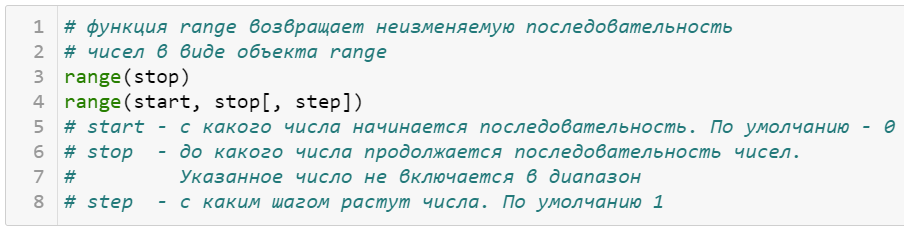 1 # функция range возвращает неизменяемую последовательность
2 # чисел в виде объекта range
3 range(stop)
4 range(start, stop[, step])
5 # start - с какого числа начинается последовательность. По умолчанию - 0
6 # stop  - до какого числа продолжается последовательность чисел.
7 #         Указанное число не включается в диапазон
8 # step  - с каким шагом растут числа. По умолчанию 1